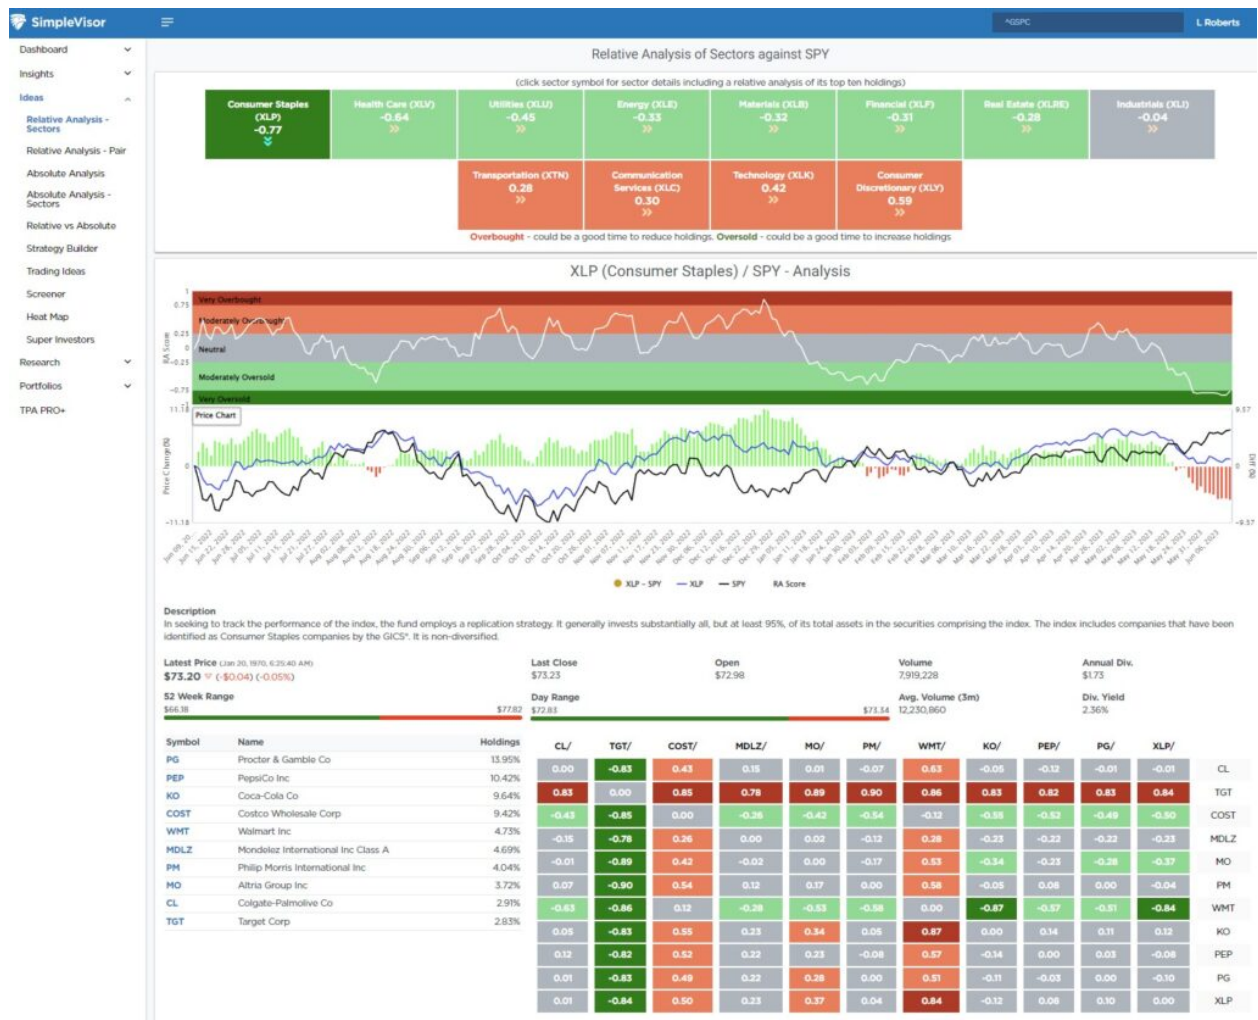 SimpleVisor
^GSPC
L Roberts
Dashboard
Insights
Ideas
Relative Analysis -
Sectors
Relative Analysis - Pair
Absolute Analysis
Absolute Analysis -
Sectors
Relative vs Absolute
Strategy Builder
Trading Ideas
Screener
Heat Map
Super Investors
Research
Portfolios
TPA PRO+
Relative Analysis of Sectors against SPY
(click sector symbol for sector details including a relative analysis of its top ten holdings)
Consumer Staples
(XLP)
-0.77
Health Care (XLV)
-0.64
Utilities (XLU)
-0.45
Energy (XLE)
-0.33
Materials (XLB)
-0.32
Financial (XLF)
-0.31
Real Estate (XLRE)
-0.28
Industrials (XLI)
-0.04
Transportation (XTN)
0.28
Communication
Services (XLC)
0.30
Technology (XLK)
0.42
Consumer
Discretionary (XLY)
0.59
Overbought - could be a good time to reduce holdings. Oversold - could be a good time to increase holdings
XLP (Consumer Staples) / SPY - Analysis
RA Score
1
0.75
0.25
0
-0.25
-0.75
-1
Very Overbought
Moderately Overbought
Neutral
Moderately Oversold
Very Oversold
Price Chart
Price Change (%)
11.18
0
-11.18
9.57
0
-9.57
Diff (%)
XLP - SPY XLP SPY RA Score
Description
In seeking to track the performance of the index, the fund employs a replication strategy. It generally invests substantially all, but at least 95%, of its total assets in the securities comprising the index. The index includes companies that have been
identified as Consumer Staples companies by the GICS®. It is non-diversified.
Latest Price (Jan 20, 1970, 6:25:40 AM)
$73.20 (-$0.04) (-0.05%)
Last Close
$73.23
Open
$72.98
Volume
7,919,228
Annual Div.
$1.73
52 Week Range
$66.18 $77.82
Day Range
$72.83 $73.34
Avg. Volume (3m)
12,230,860
Div. Yield
2.36%
Symbol Name Holdings
PG Procter & Gamble Co 13.95%
PEP PepsiCo Inc 10.42%
KO Coca-Cola Co 9.64%
COST Costco Wholesale Corp 9.42%
WMT Walmart Inc 4.73%
MDLZ Mondelez International Inc Class A 4.69%
PM Philip Morris International Inc 4.04%
MO Altria Group Inc 3.72%
CL Colgate-Palmolive Co 2.91%
TGT Target Corp 2.83%
CL/ TGT/ COST/ MDLZ/ MO/ PM/ WMT/ KO/ PEP/ PG/ XLP/
0.00 -0.83 0.43 0.15 0.01 -0.07 0.63 -0.05 -0.12 -0.01 -0.01 CL
0.83 0.00 0.85 0.78 0.89 0.90 0.86 0.83 0.82 0.83 0.84 TGT
-0.43 -0.85 0.00 -0.26 -0.42 -0.54 -0.12 -0.55 -0.52 -0.49 -0.50 COST
-0.15 -0.78 0.26 0.00 0.02 -0.12 0.28 -0.23 -0.22 -0.22 -0.23 MDLZ
-0.01 -0.89 0.42 -0.02 0.00 -0.17 0.53 -0.34 -0.23 -0.28 -0.37 MO
0.07 -0.90 0.54 0.12 0.17 0.00 0.58 -0.05 0.08 0.00 -0.04 PM
-0.63 -0.86 0.12 -0.28 -0.53 -0.58 0.00 -0.87 -0.57 -0.51 -0.84 WMT
0.05 -0.83 0.55 0.23 0.34 0.05 0.87 0.00 0.14 0.11 0.12 KO
0.12 -0.82 0.52 0.22 0.23 -0.08 0.57 -0.14 0.00 0.03 -0.08 PEP
0.01 -0.83 0.49 0.22 0.28 0.00 0.51 -0.11 -0.03 0.00 -0.10 PG
0.01 -0.84 0.50 0.23 0.37 0.04 0.84 -0.12 0.08 0.10 0.00 XLP